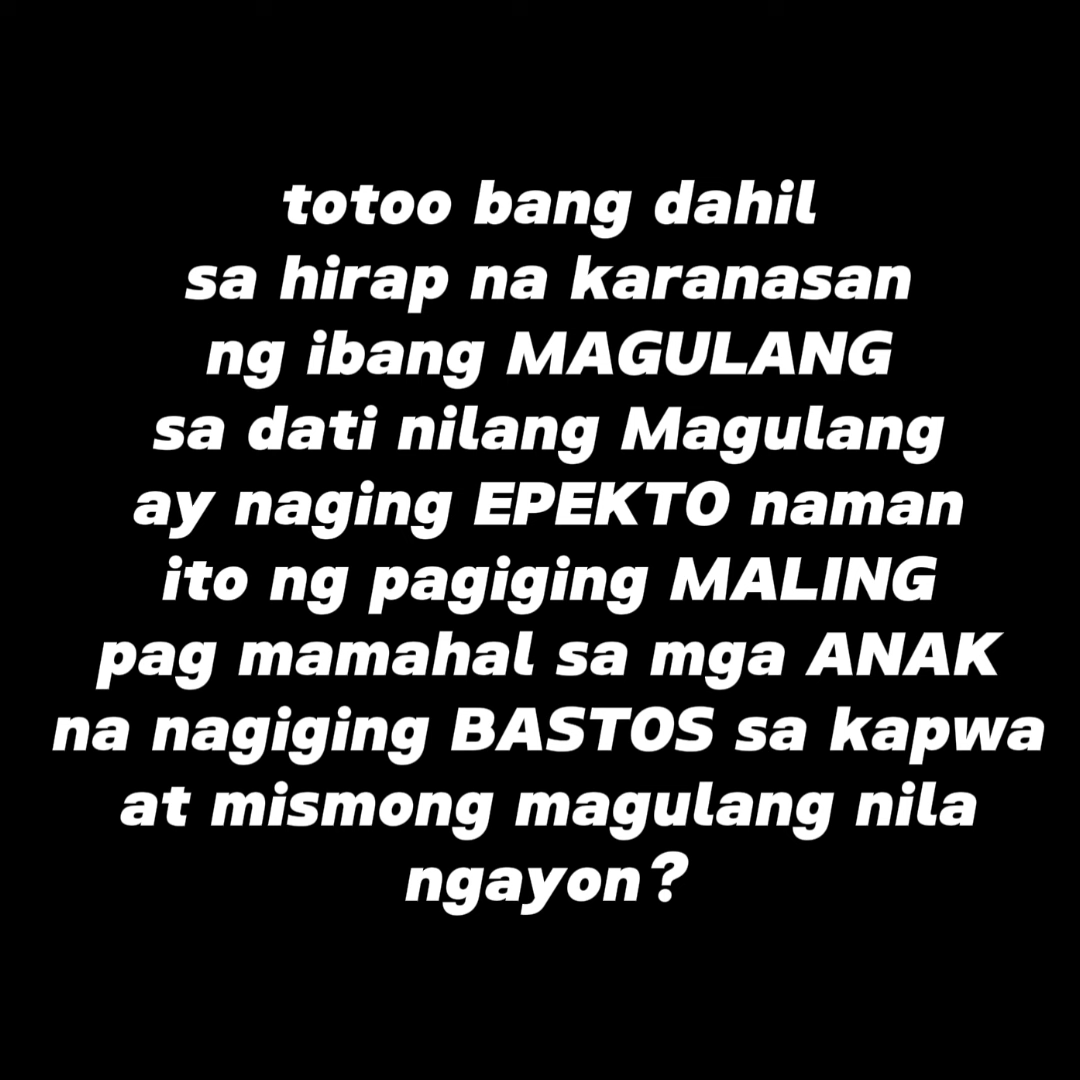 totoo bang dahil
sa hirap na karanasan
ng ibang MAGULANG
sa dati nilang Magulang
ay naging EPEKTO naman
ito ng pagiging MALING
pag mamahal sa mga ANAK
na nagiging BASTOS sa kapwa
at mismong magulang nila
ngayon?